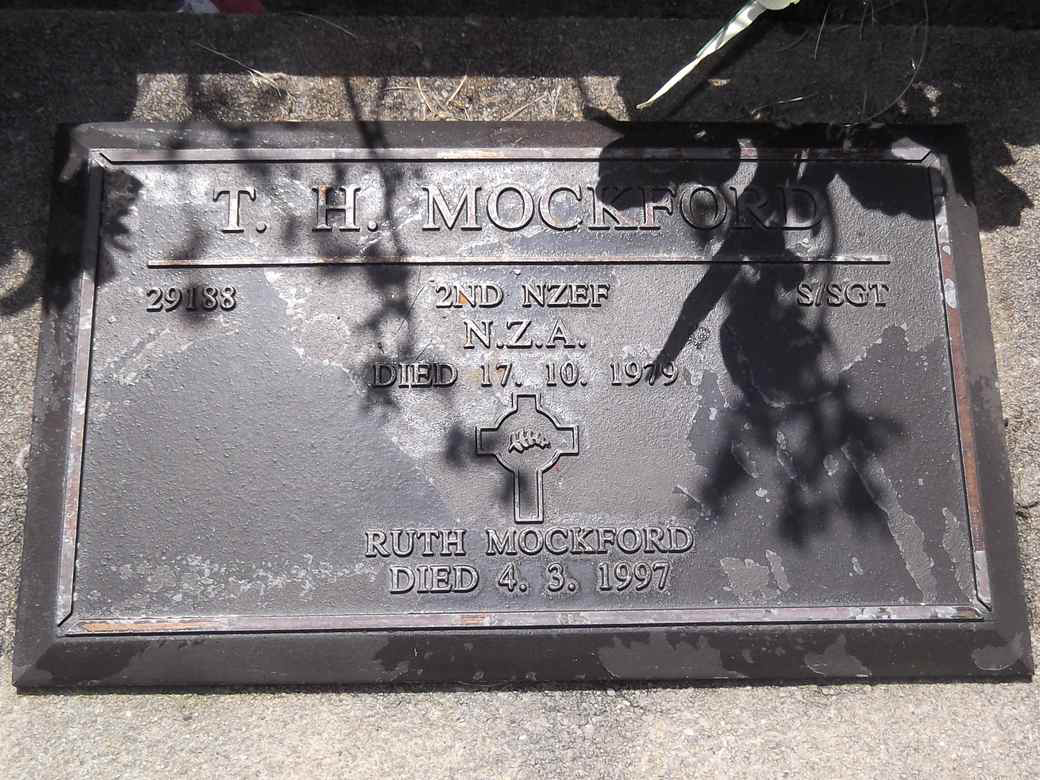 T. H. MOCKFORD
29188 2ND NZEF S/SGT
N.Z.A.
DIED 17. 10. 1979
RUTH MOCKFORD
DIED 4. 3. 1997